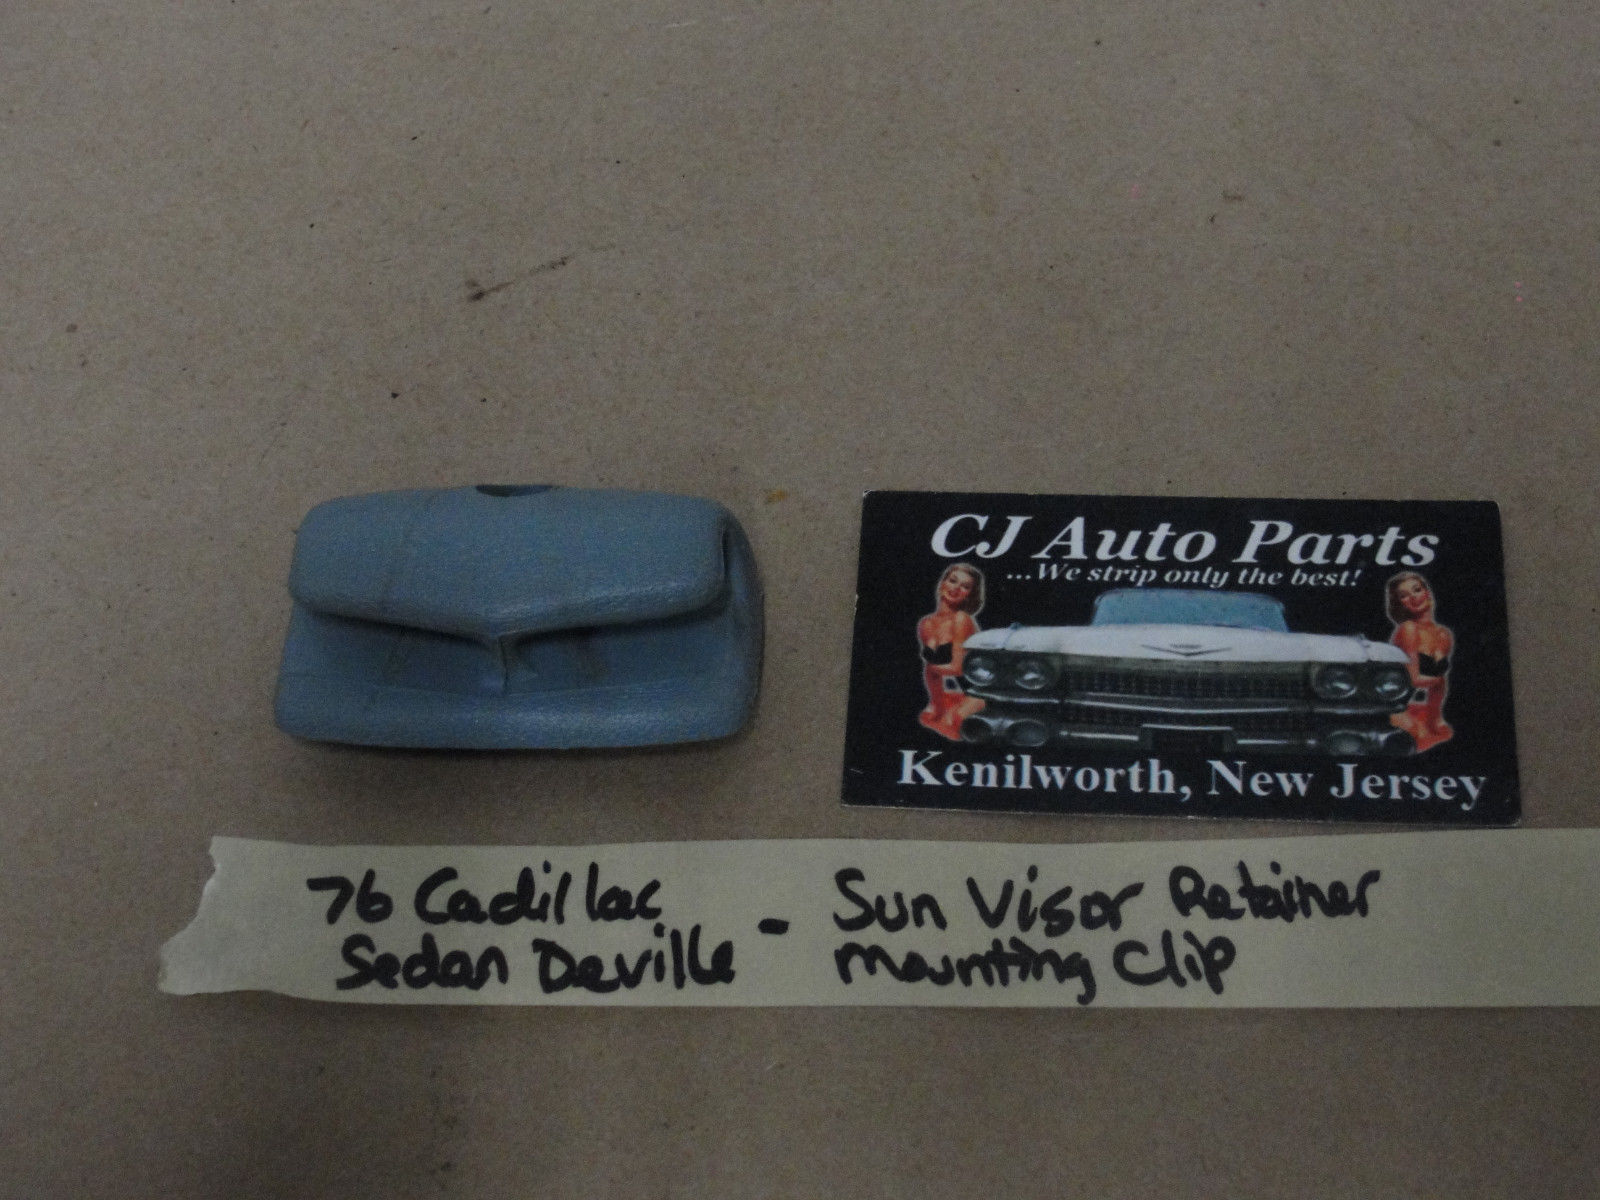 CJ Auto Parts
...We strip only the best!
Kenilworth, New Jersey
76 Cadillac
Sedan Deville - Sun Visor Retainer
Mounting Clip